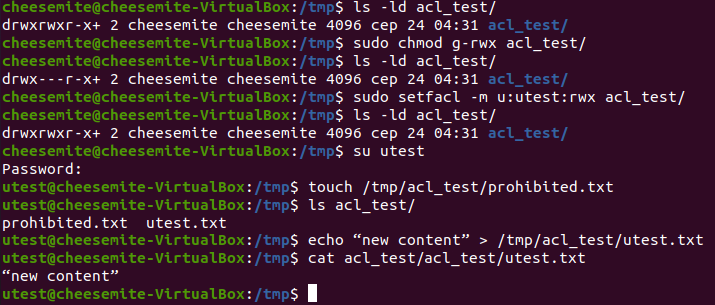 cheesemite@cheesemite-VirtualBox:/tmp$ ls -ld acl_test/
drwxrwxr-x+ 2 cheesemite cheesemite 4096 сер 24 04:31 acl_test/
cheesemite@cheesemite-VirtualBox:/tmp$ sudo chmod g-rwx acl_test/
cheesemite@cheesemite-VirtualBox:/tmp$ ls -ld acl_test/
drwx---r-x+ 2 cheesemite cheesemite 4096 сер 24 04:31 acl_test/
cheesemite@cheesemite-VirtualBox:/tmp$ sudo setfacl -m u:utest:rwx acl_test/
cheesemite@cheesemite-VirtualBox:/tmp$ ls -ld acl_test/
drwxrwxr-x+ 2 cheesemite cheesemite 4096 сер 24 04:31 acl_test/
cheesemite@cheesemite-VirtualBox:/tmp$ su utest
Password:
utest@cheesemite-VirtualBox:/tmp$ touch /tmp/acl_test/prohibited.txt
utest@cheesemite-VirtualBox:/tmp$ ls acl_test/
prohibited.txt  utest.txt
utest@cheesemite-VirtualBox:/tmp$ echo “new content” > /tmp/acl_test/utest.txt
utest@cheesemite-VirtualBox:/tmp$ cat acl_test/acl_test/utest.txt
“new content”
utest@cheesemite-VirtualBox:/tmp$